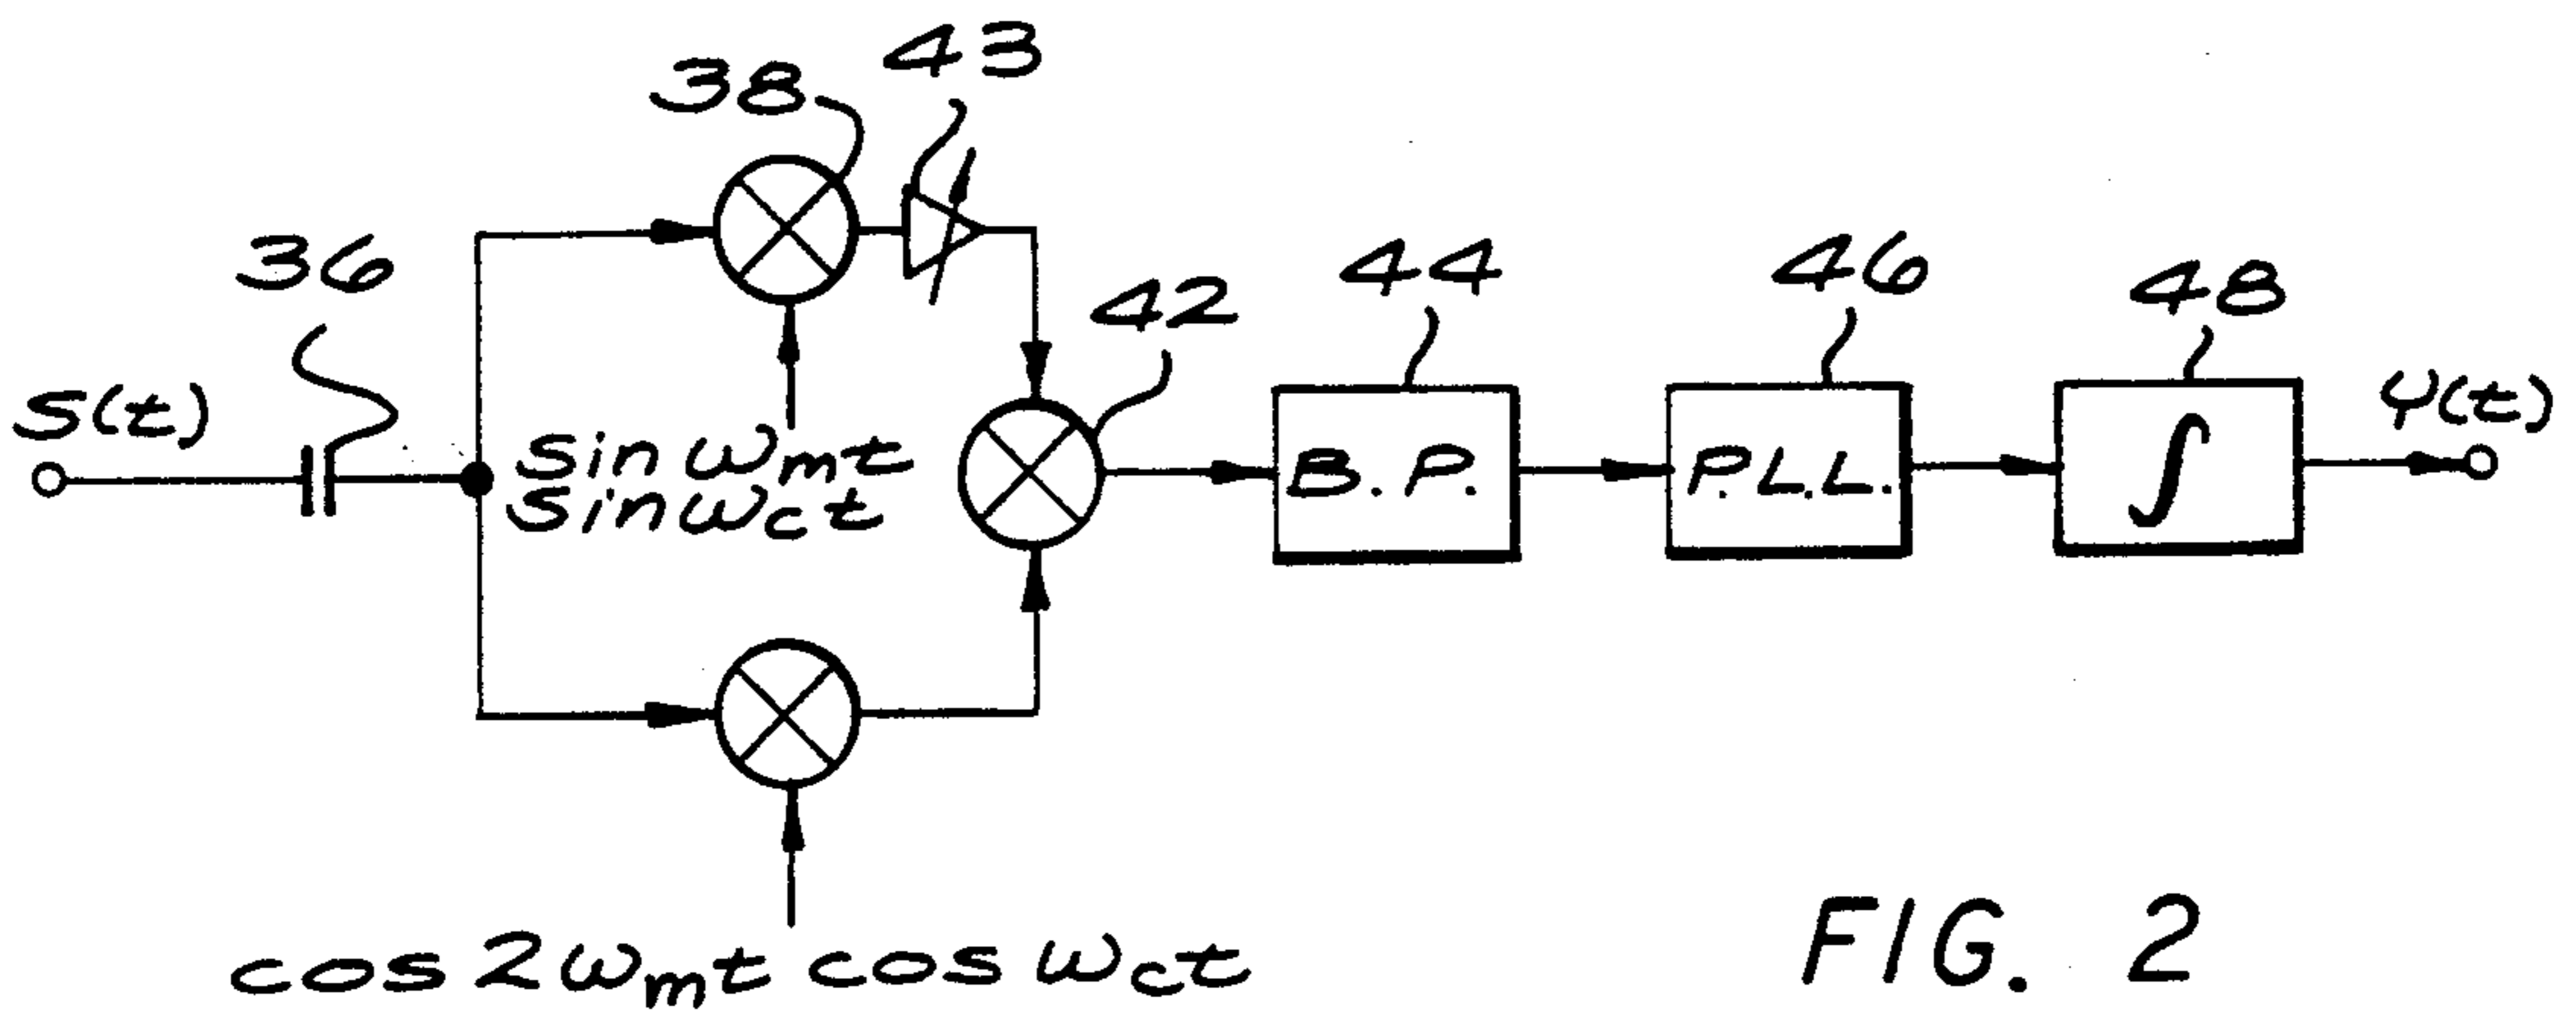 43
38
36
42
44
46
48
S(t)
sin ωmt
sin ωct
B.P.
P.L.L.
∫
Ψ(t)
cos 2ωmt cos ωct
FIG. 2